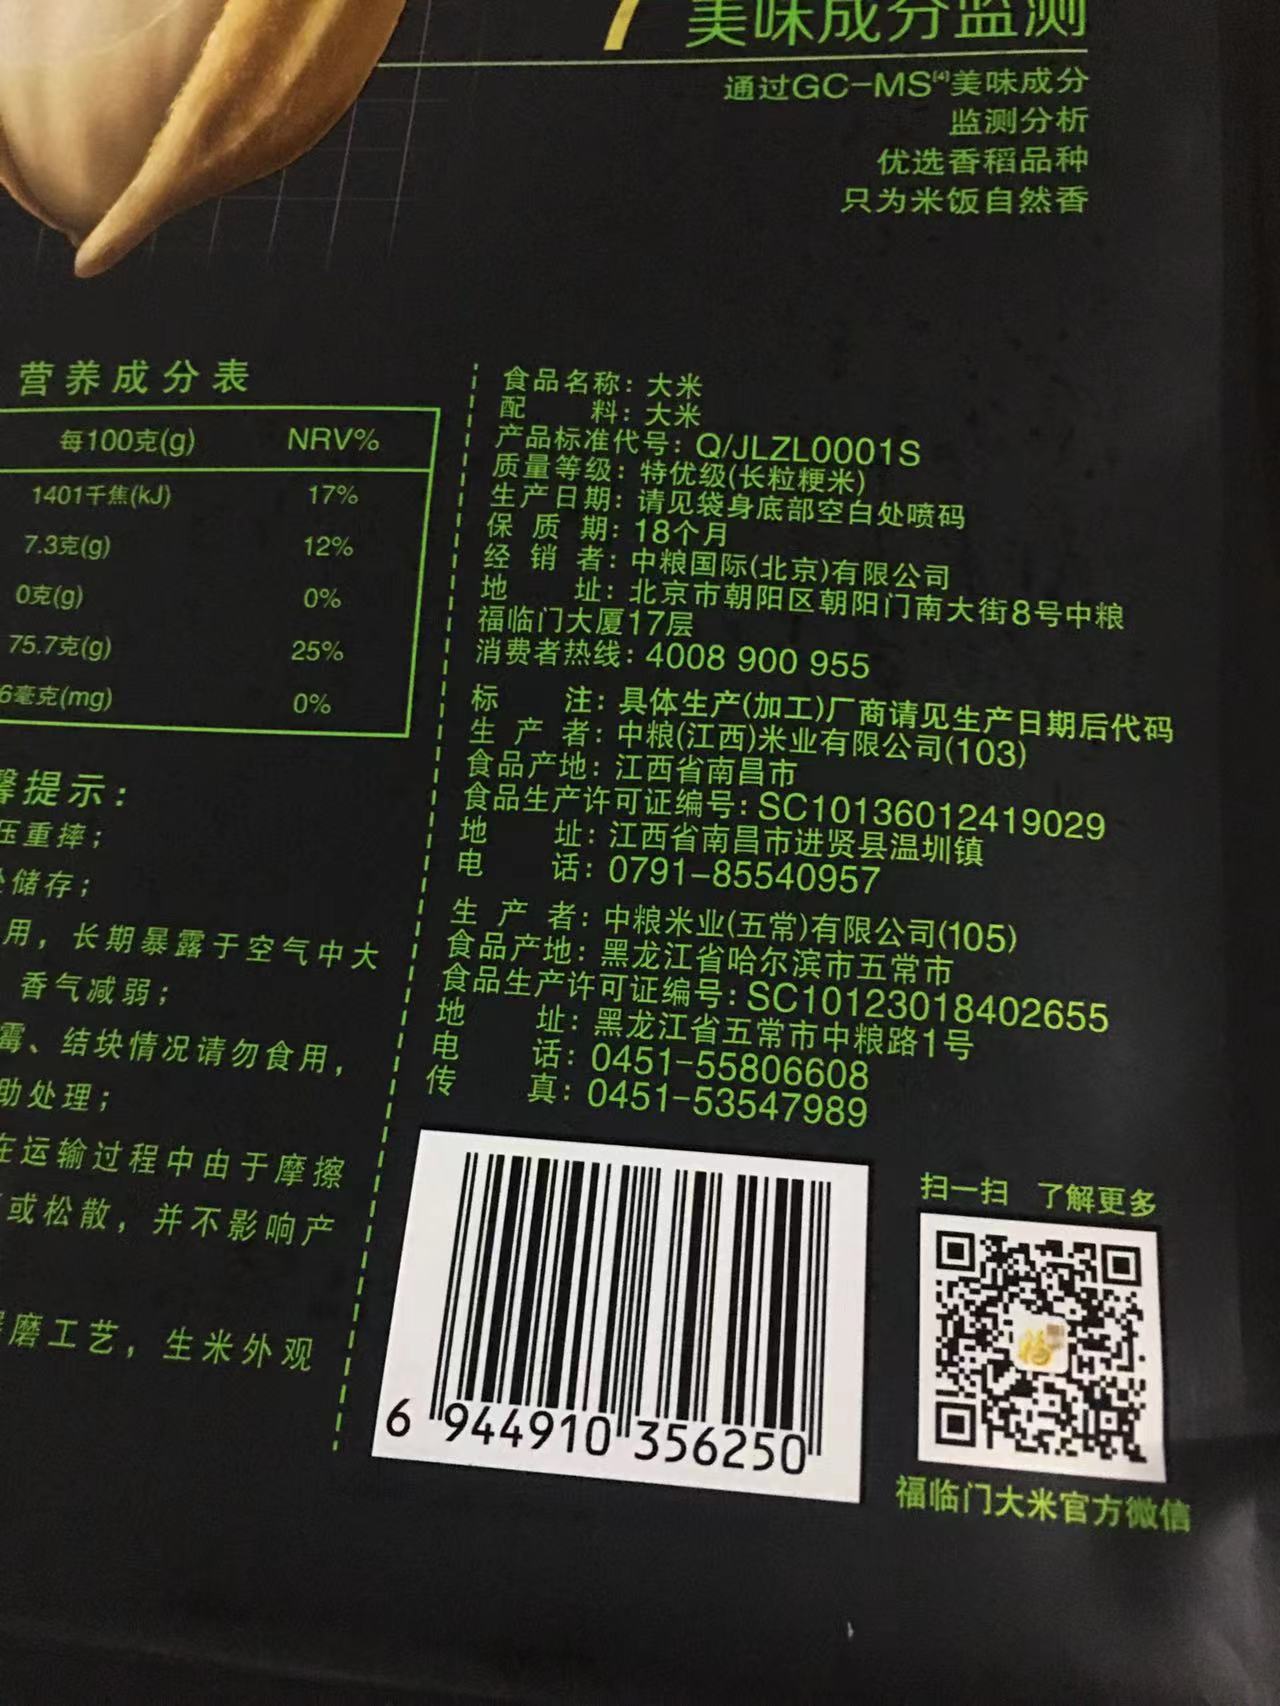 美味成分监测
通过GC-MS[4]美味成分
监测分析
优选香稻品种
只为米饭自然香
营养成分表
每100克(g) NRV%
1401千焦(kJ) 17%
7.3克(g) 12%
0克(g) 0%
75.7克(g) 25%
6毫克(mg) 0%
馨提示：
压重摔；
储存；
用，长期暴露于空气中大
香气减弱；
霉、结块情况请勿食用，
助处理；
在运输过程中由于摩擦
或松散，并不影响产
磨工艺，生米外观
食品名称：大米
配料：大米
产品标准代号：Q/JLZL0001S
质量等级：特优级(长粒粳米)
生产日期：请见袋身底部空白处喷码
保质期：18个月
经销者：中粮国际(北京)有限公司
地址：北京市朝阳区朝阳门南大街8号中粮
福临门大厦17层
消费者热线：4008 900 955
标注：具体生产(加工)厂商请见生产日期后代码
生产者：中粮(江西)米业有限公司(103)
食品产地：江西省南昌市
食品生产许可证编号：SC10136012419029
地址：江西省南昌市进贤县温圳镇
电话：0791-85540957
生产者：中粮米业(五常)有限公司(105)
食品产地：黑龙江省哈尔滨市五常市
食品生产许可证编号：SC10123018402655
地址：黑龙江省五常市中粮路1号
电话：0451-55806608
传真：0451-53547989
6 944910 356250
扫一扫 了解更多
福临门大米官方微信